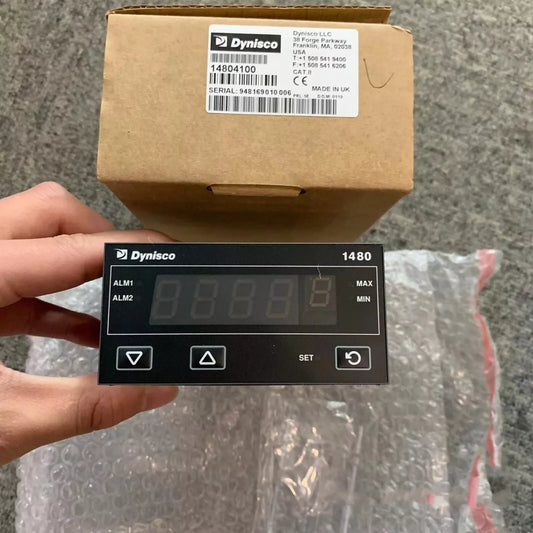 Dynisco
Dynisco LLC
38 Forge Parkway
Franklin, MA, 02038
USA
T:+1 508 541 9400
F:+1 508 541 6206
CAT.II
14804100
CE
MADE IN UK
SERIAL: 948169010 006
Dynisco
1480
ALM1
MAX
ALM2
MIN
SET